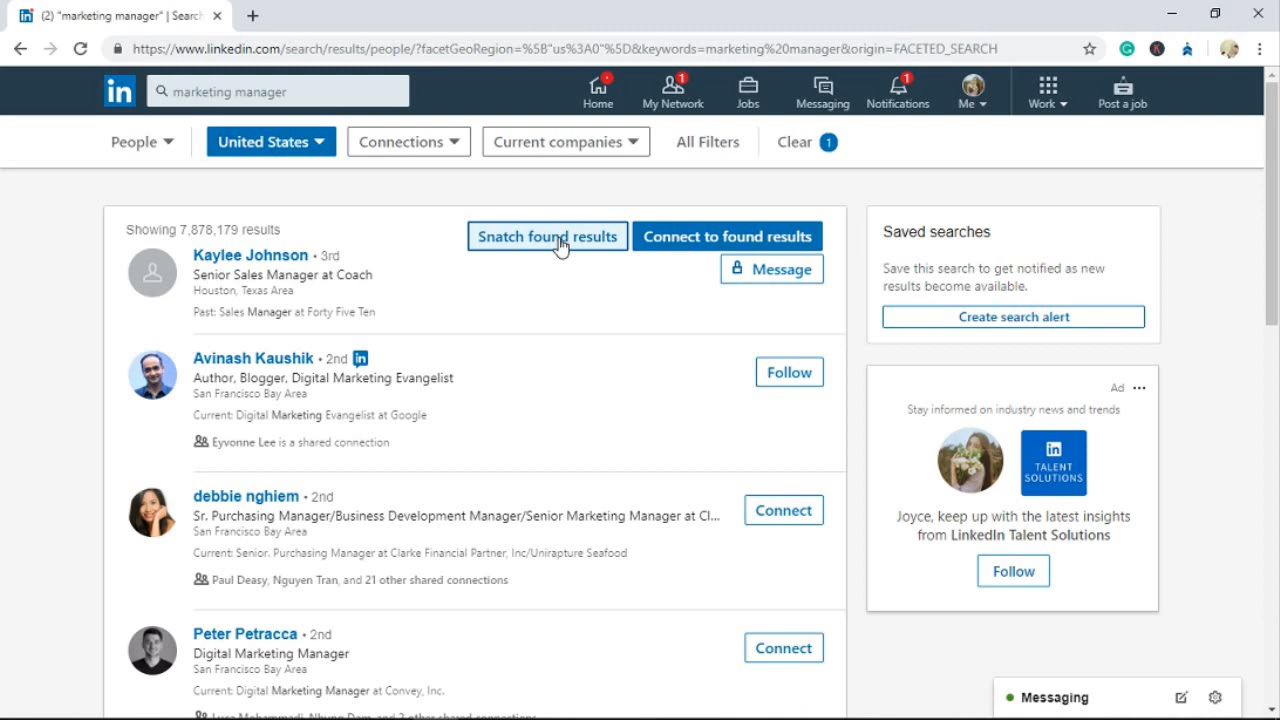 (2) "marketing manager" | Search
https://www.linkedin.com/search/results/people/?facetGeoRegion=%5B"us%3A0"%5D&keywords=marketing%20manager&origin=FACETED_SEARCH
in
marketing manager
Home
1
My Network
Jobs
Messaging
1
Notifications
Me
Work
Post a job
People
United States
Connections
Current companies
All Filters
Clear 1
Showing 7,878,179 results
Snatch found results
Connect to found results
Kaylee Johnson • 3rd
Senior Sales Manager at Coach
Houston, Texas Area
Past: Sales Manager at Forty Five Ten
Message
Avinash Kaushik • 2nd in
Author, Blogger, Digital Marketing Evangelist
San Francisco Bay Area
Current: Digital Marketing Evangelist at Google
Eyvonne Lee is a shared connection
Follow
debbie nghiem • 2nd
Sr. Purchasing Manager/Business Development Manager/Senior Marketing Manager at Cl...
San Francisco Bay Area
Current: Senior. Purchasing Manager at Clarke Financial Partner, Inc/Unirapture Seafood
Paul Deasy, Nguyen Tran, and 21 other shared connections
Connect
Peter Petracca • 2nd
Digital Marketing Manager
San Francisco Bay Area
Current: Digital Marketing Manager at Convey, Inc.
Connect
Saved searches
Save this search to get notified as new
results become available.
Create search alert
Ad
Stay informed on industry news and trends
in
TALENT
SOLUTIONS
Joyce, keep up with the latest insights
from LinkedIn Talent Solutions
Follow
Messaging